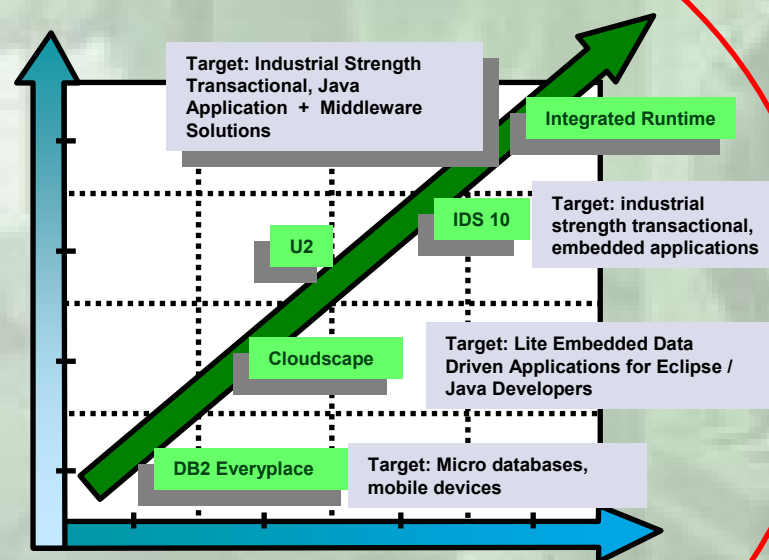 Target: Industrial Strength
Transactional, Java
Application + Middleware
Solutions
Integrated Runtime
IDS 10
Target: industrial
strength transactional,
embedded applications
U2
Cloudscape
Target: Lite Embedded Data
Driven Applications for Eclipse /
Java Developers
DB2 Everyplace
Target: Micro databases,
mobile devices